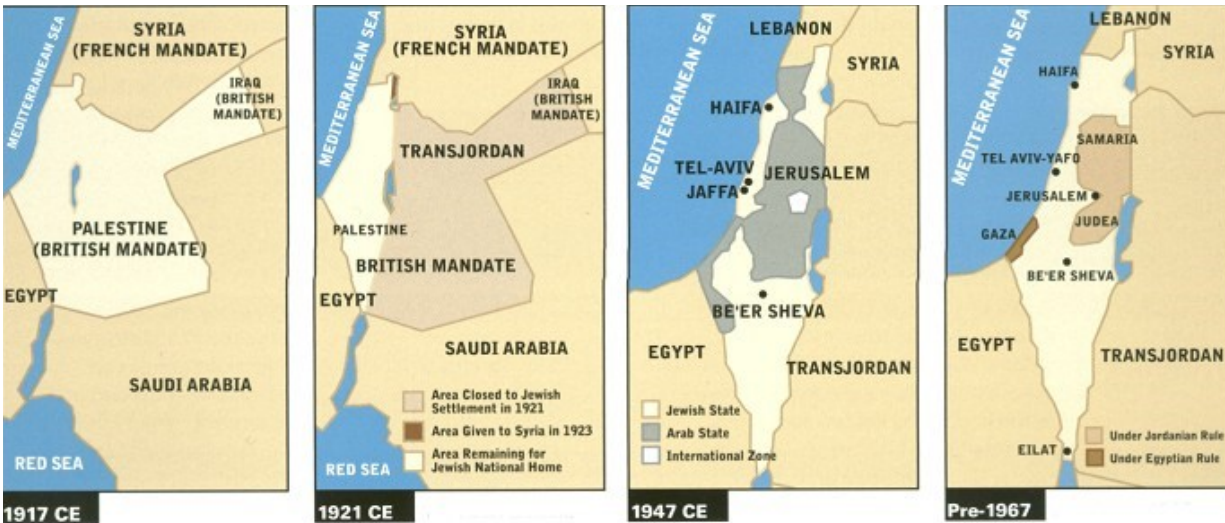 MEDITERRANEAN SEA
SYRIA
(FRENCH MANDATE)
IRAQ
(BRITISH
MANDATE)
PALESTINE
(BRITISH MANDATE)
EGYPT
SAUDI ARABIA
RED SEA
1917 CE
MEDITERRANEAN SEA
SYRIA
(FRENCH MANDATE)
IRAQ
(BRITISH
MANDATE)
TRANSJORDAN
PALESTINE
BRITISH MANDATE
EGYPT
SAUDI ARABIA
Area Closed to Jewish
Settlement in 1921
Area Given to Syria in 1923
Area Remaining for
Jewish National Home
RED SEA
1921 CE
MEDITERRANEAN SEA
LEBANON
SYRIA
HAIFA
TEL-AVIV
JAFFA
JERUSALEM
BE'ER SHEVA
EGYPT
TRANSJORDAN
Jewish State
Arab State
International Zone
1947 CE
MEDITERRANEAN SEA
LEBANON
SYRIA
HAIFA
SAMARIA
TEL AVIV-YAFO
JERUSALEM
JUDEA
GAZA
BE'ER SHEVA
EGYPT
TRANSJORDAN
EILAT
Under Jordanian Rule
Under Egyptian Rule
Pre-1967